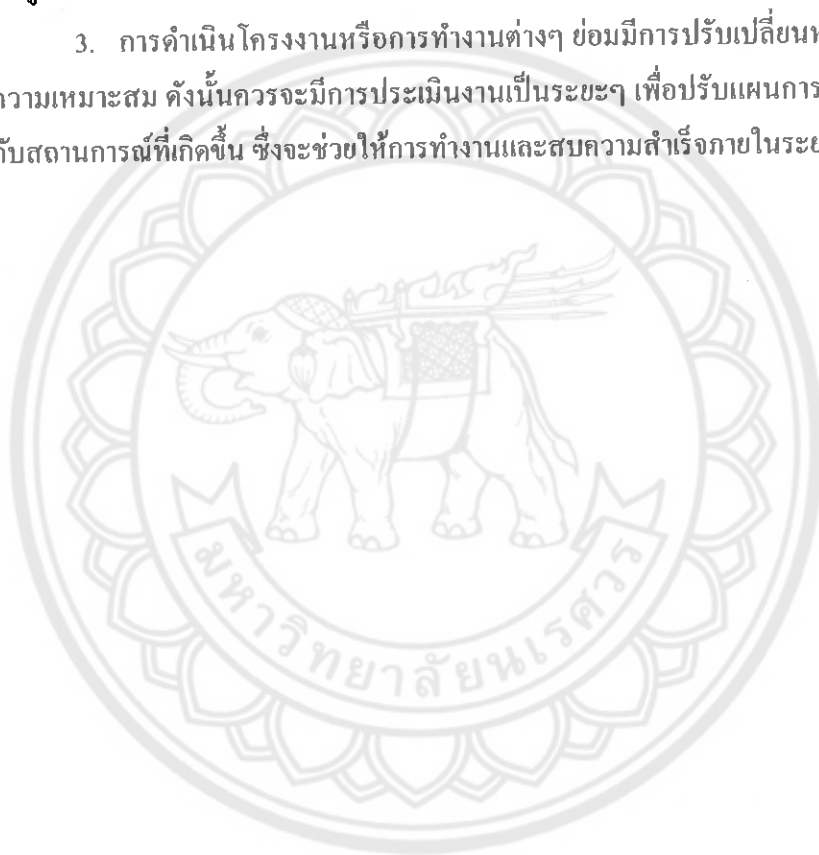 3. การดำเนินโครงงานหรือการทำงานต่างๆ ย่อมมีการปรับเปลี่ยน
ความเหมาะสม ดังนั้นควรจะมีการประเมินงานเป็นระยะๆ เพื่อปรับแผนการ
กับสถานการณ์ที่เกิดขึ้น ซึ่งจะช่วยให้การทำงานและสบความสำเร็จภายในระย
มหาวิทยาลัยนเรศวร